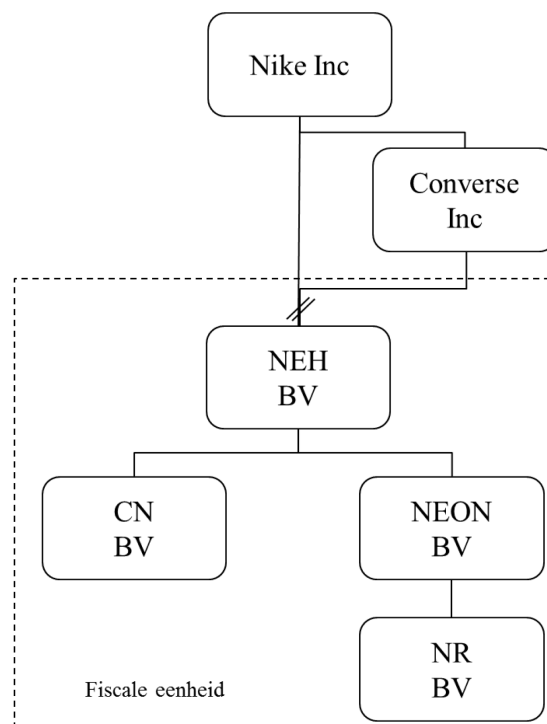 Nike Inc
Converse
Inc
NEH
BV
CN
BV
NEON
BV
NR
BV
Fiscale eenheid